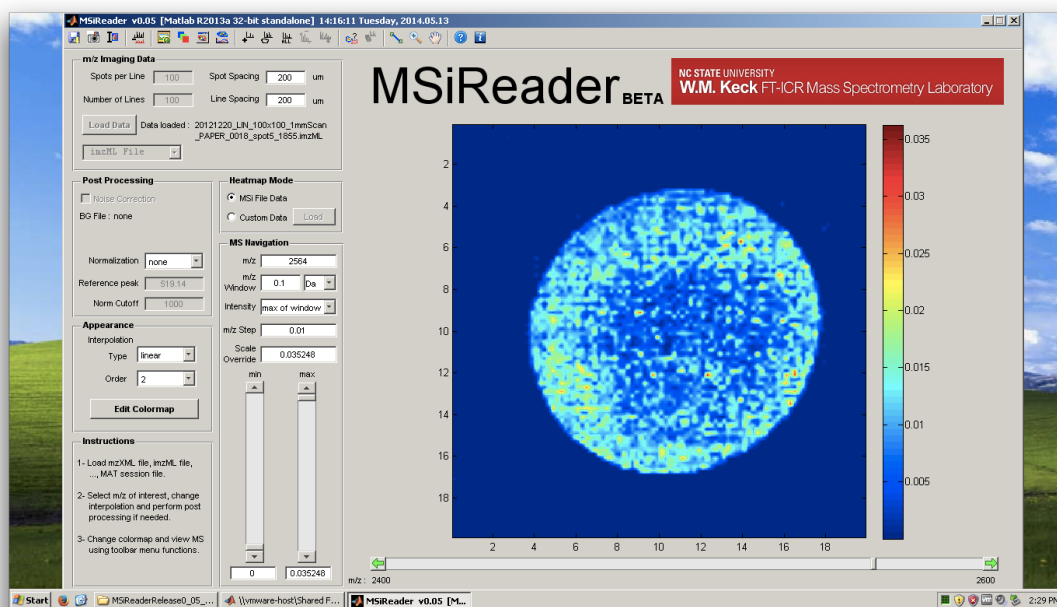 MSiReader v0.05 [Matlab R2013a 32-bit standalone] 14:16:11 Tuesday, 2014.05.13
m/z Imaging Data
Spots per Line 100 Spot Spacing 200 um
Number of Lines 100 Line Spacing 200 um
Load Data Data loaded : 20121220_LIN_100x100_1mmScan
_PAPER_0018_spot5_1855.imzML
imzML File
Post Processing
Noise Correction
BG File : none
Normalization none
Reference peak 519.14
Norm Cutoff 1000
Appearance
Interpolation
Type linear
Order 2
Edit Colormap
Instructions
1- Load mzXML file, imzML file,
..., MAT session file.
2- Select m/z of interest, change
interpolation and perform post
processing if needed.
3- Change colormap and view MS
using toolbar menu functions.
Heatmap Mode
MSI File Data
Custom Data Load
MS Navigation
m/z 2564
m/z
Window 0.1 Da
Intensity max of window
m/z Step 0.01
Scale
Override 0.035248
min max
0 0.035248
MSiReader BETA
NC STATE UNIVERSITY
W.M. Keck FT-ICR Mass Spectrometry Laboratory
2
4
6
8
10
12
14
16
18
2 4 6 8 10 12 14 16 18
0.035
0.03
0.025
0.02
0.015
0.01
0.005
m/z : 2400 2600
Start MSiReaderRelease0_05_... \\vmware-host\Shared F... MSiReader v0.05 [M... 2:29 PM